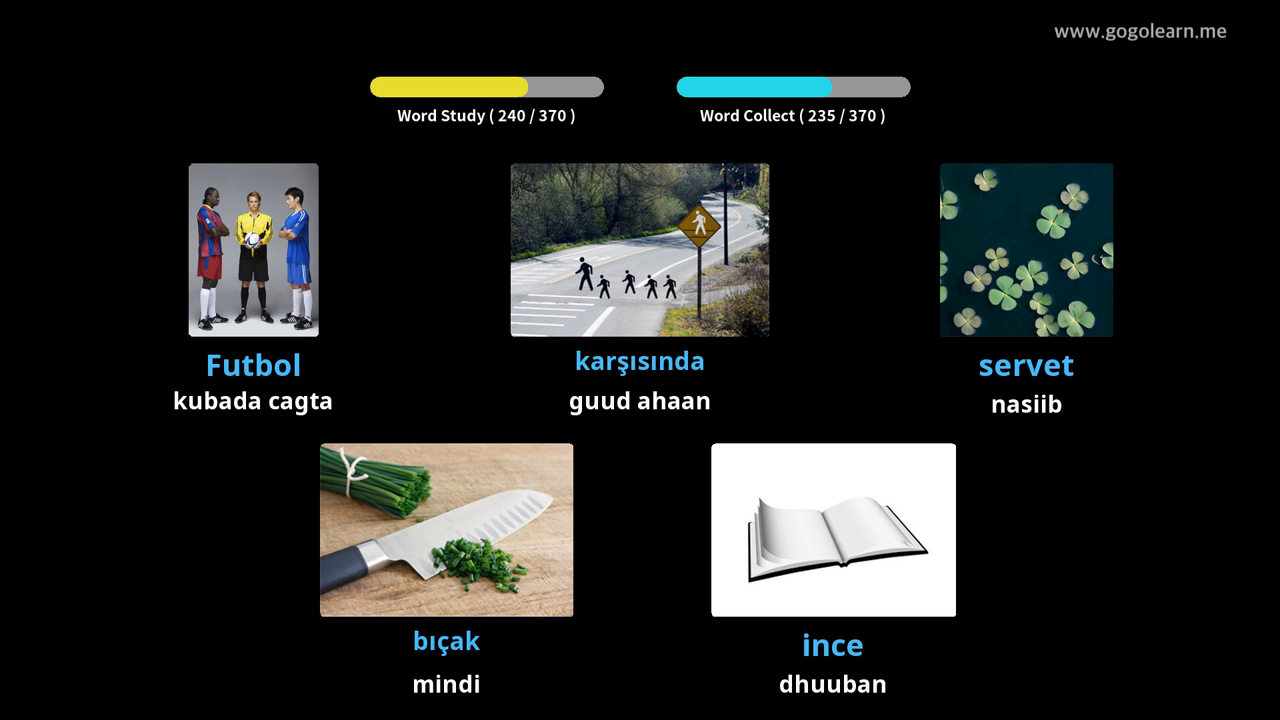 www.gogolearn.me
Word Study ( 240 / 370 )
Word Collect ( 235 / 370 )
Futbol
kubada cagta
karşısında
guud ahaan
servet
nasiib
bıçak
mindi
ince
dhuuban